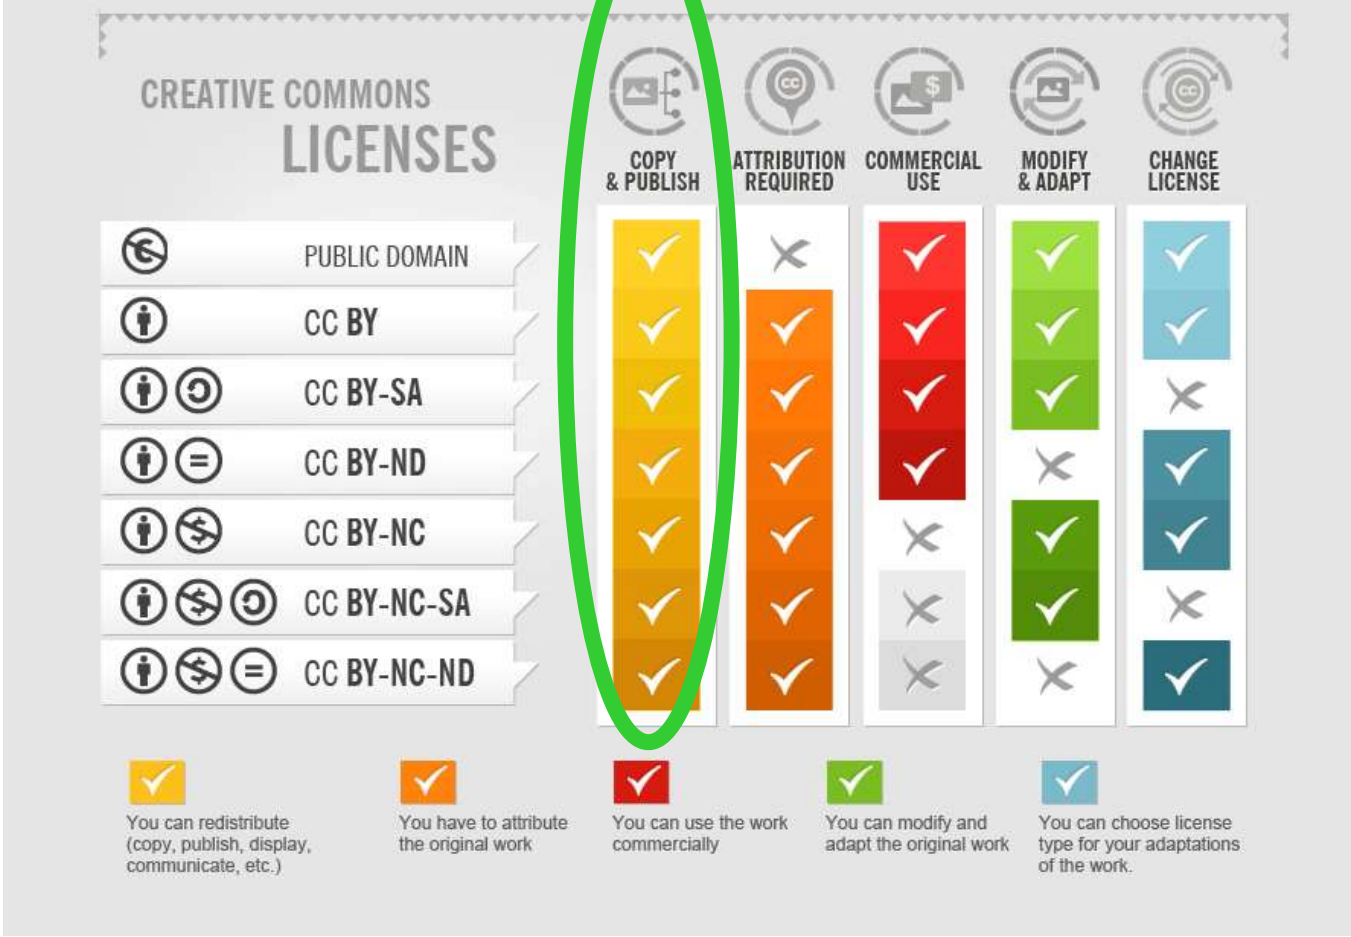 CREATIVE COMMONS
LICENSES
COPY
& PUBLISH
ATTRIBUTION
REQUIRED
COMMERCIAL
USE
MODIFY
& ADAPT
CHANGE
LICENSE
PUBLIC DOMAIN
CC BY
CC BY-SA
CC BY-ND
CC BY-NC
CC BY-NC-SA
CC BY-NC-ND
You can redistribute
(copy, publish, display,
communicate, etc.)
You have to attribute
the original work
You can use the work
commercially
You can modify and
adapt the original work
You can choose license
type for your adaptations
of the work.